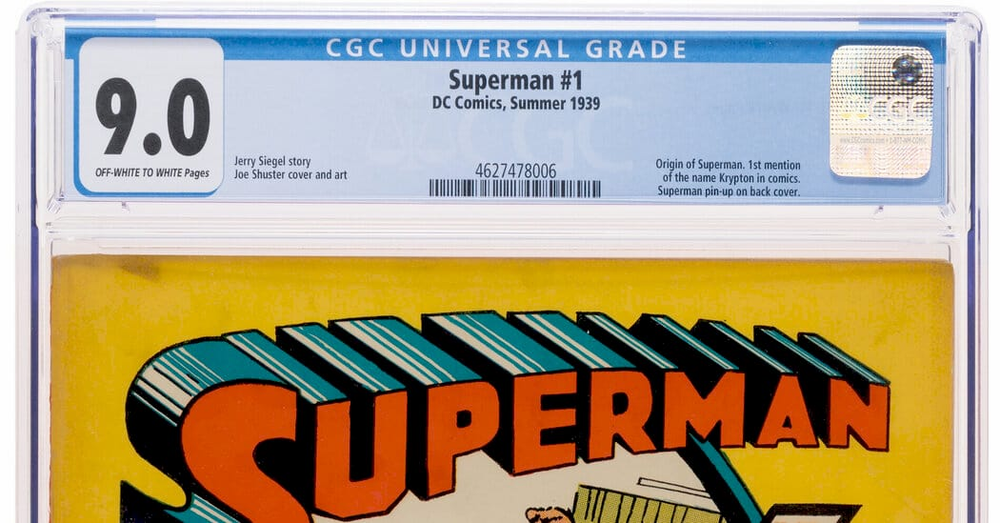 CGC UNIVERSAL GRADE
9.0
OFF-WHITE TO WHITE Pages
Superman #1
DC Comics, Summer 1939
Jerry Siegel story
Joe Shuster cover and art
4627478006
Origin of Superman. 1st mention
of the name Krypton in comics.
Superman pin-up on back cover.
CGC
SUPERMAN